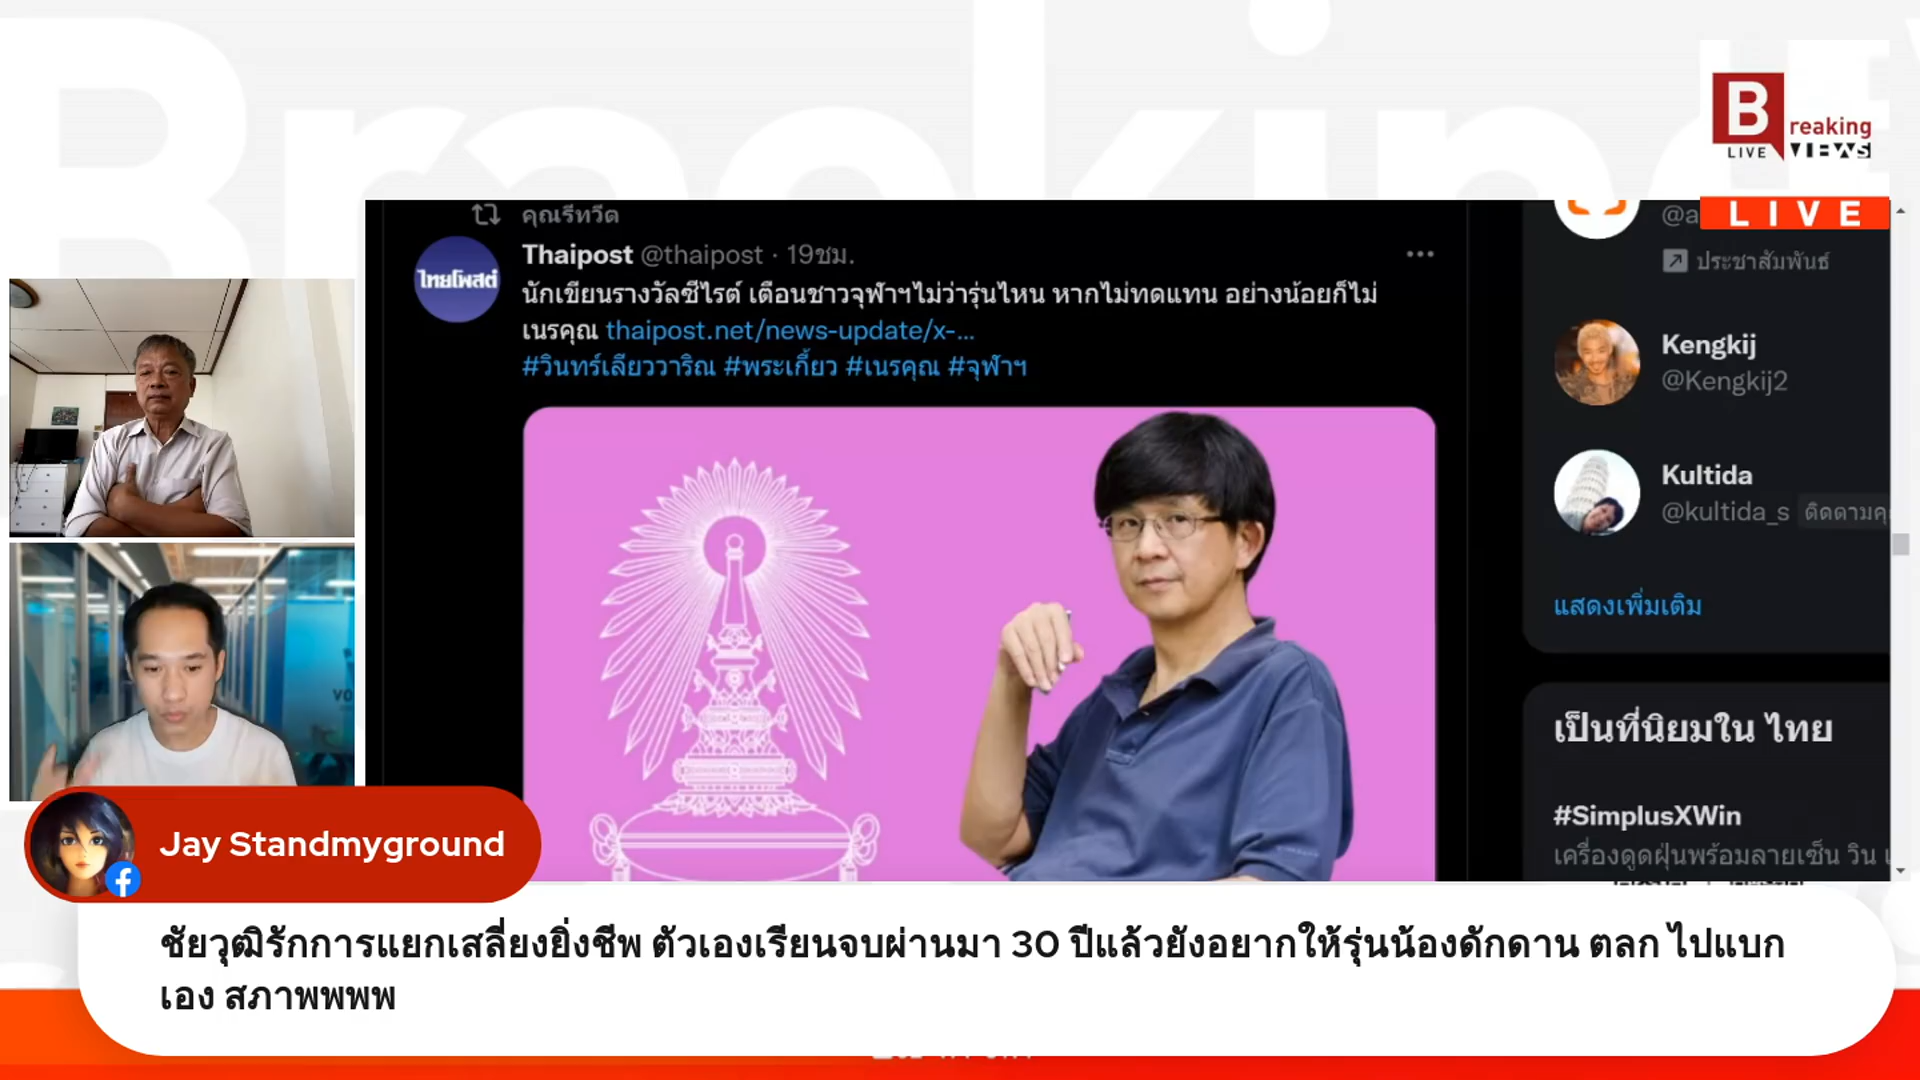 Breaking
B
reaking
LIVE
VIEWS
LIVE
คุณรีทวีต
Thaipost @thaipost · 19ชม.
ไทยโพสต์
นักเขียนรางวัลซีไรต์ เตือนชาวจุฬาฯไม่ว่ารุ่นไหน หากไม่ทดแทน อย่างน้อยก็ไม่
เนรคุณ thaipost.net/news-update/x-...
#วินทร์เลียววาริณ #พระเกี้ยว #เนรคุณ #จุฬาฯ
@a
ประชาสัมพันธ์
Kengkij
@Kengkij2
Kultida
@kultida_s ติดตามคุ
แสดงเพิ่มเติม
เป็นที่นิยมใน ไทย
#SimplusXWin
เครื่องดูดฝุ่นพร้อมลายเซ็น วิน
Jay Standmyground
ชัยวุฒิรักการแยกเสลี่ยงยิ่งชีพ ตัวเองเรียนจบผ่านมา 30 ปีแล้วยังอยากให้รุ่นน้องดักดาน ตลก ไปแบก
เอง สภาพพพพ